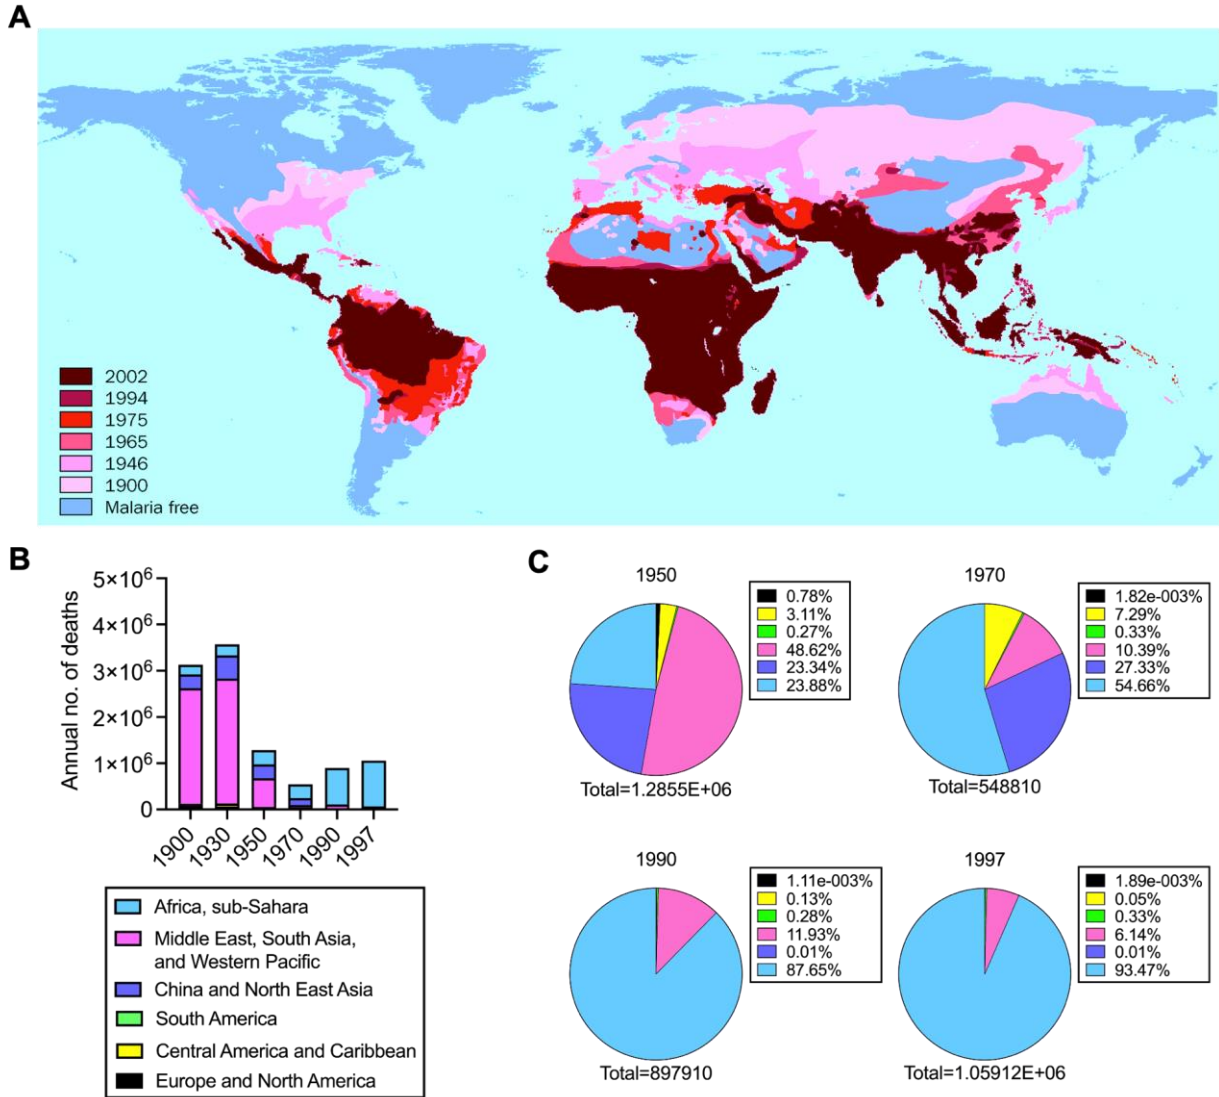 A
2002
1994
1975
1965
1946
1900
Malaria free
B
Annual no. of deaths
5×10⁶
4×10⁶
3×10⁶
2×10⁶
1×10⁶
0
1900
1930
1950
1970
1990
1997
Africa, sub-Sahara
Middle East, South Asia,
and Western Pacific
China and North East Asia
South America
Central America and Caribbean
Europe and North America
C
1950
0.78%
3.11%
0.27%
48.62%
23.34%
23.88%
Total=1.2855E+06
1970
1.82e-003%
7.29%
0.33%
10.39%
27.33%
54.66%
Total=548810
1990
1.11e-003%
0.13%
0.28%
11.93%
0.01%
87.65%
Total=897910
1997
1.89e-003%
0.05%
0.33%
6.14%
0.01%
93.47%
Total=1.05912E+06